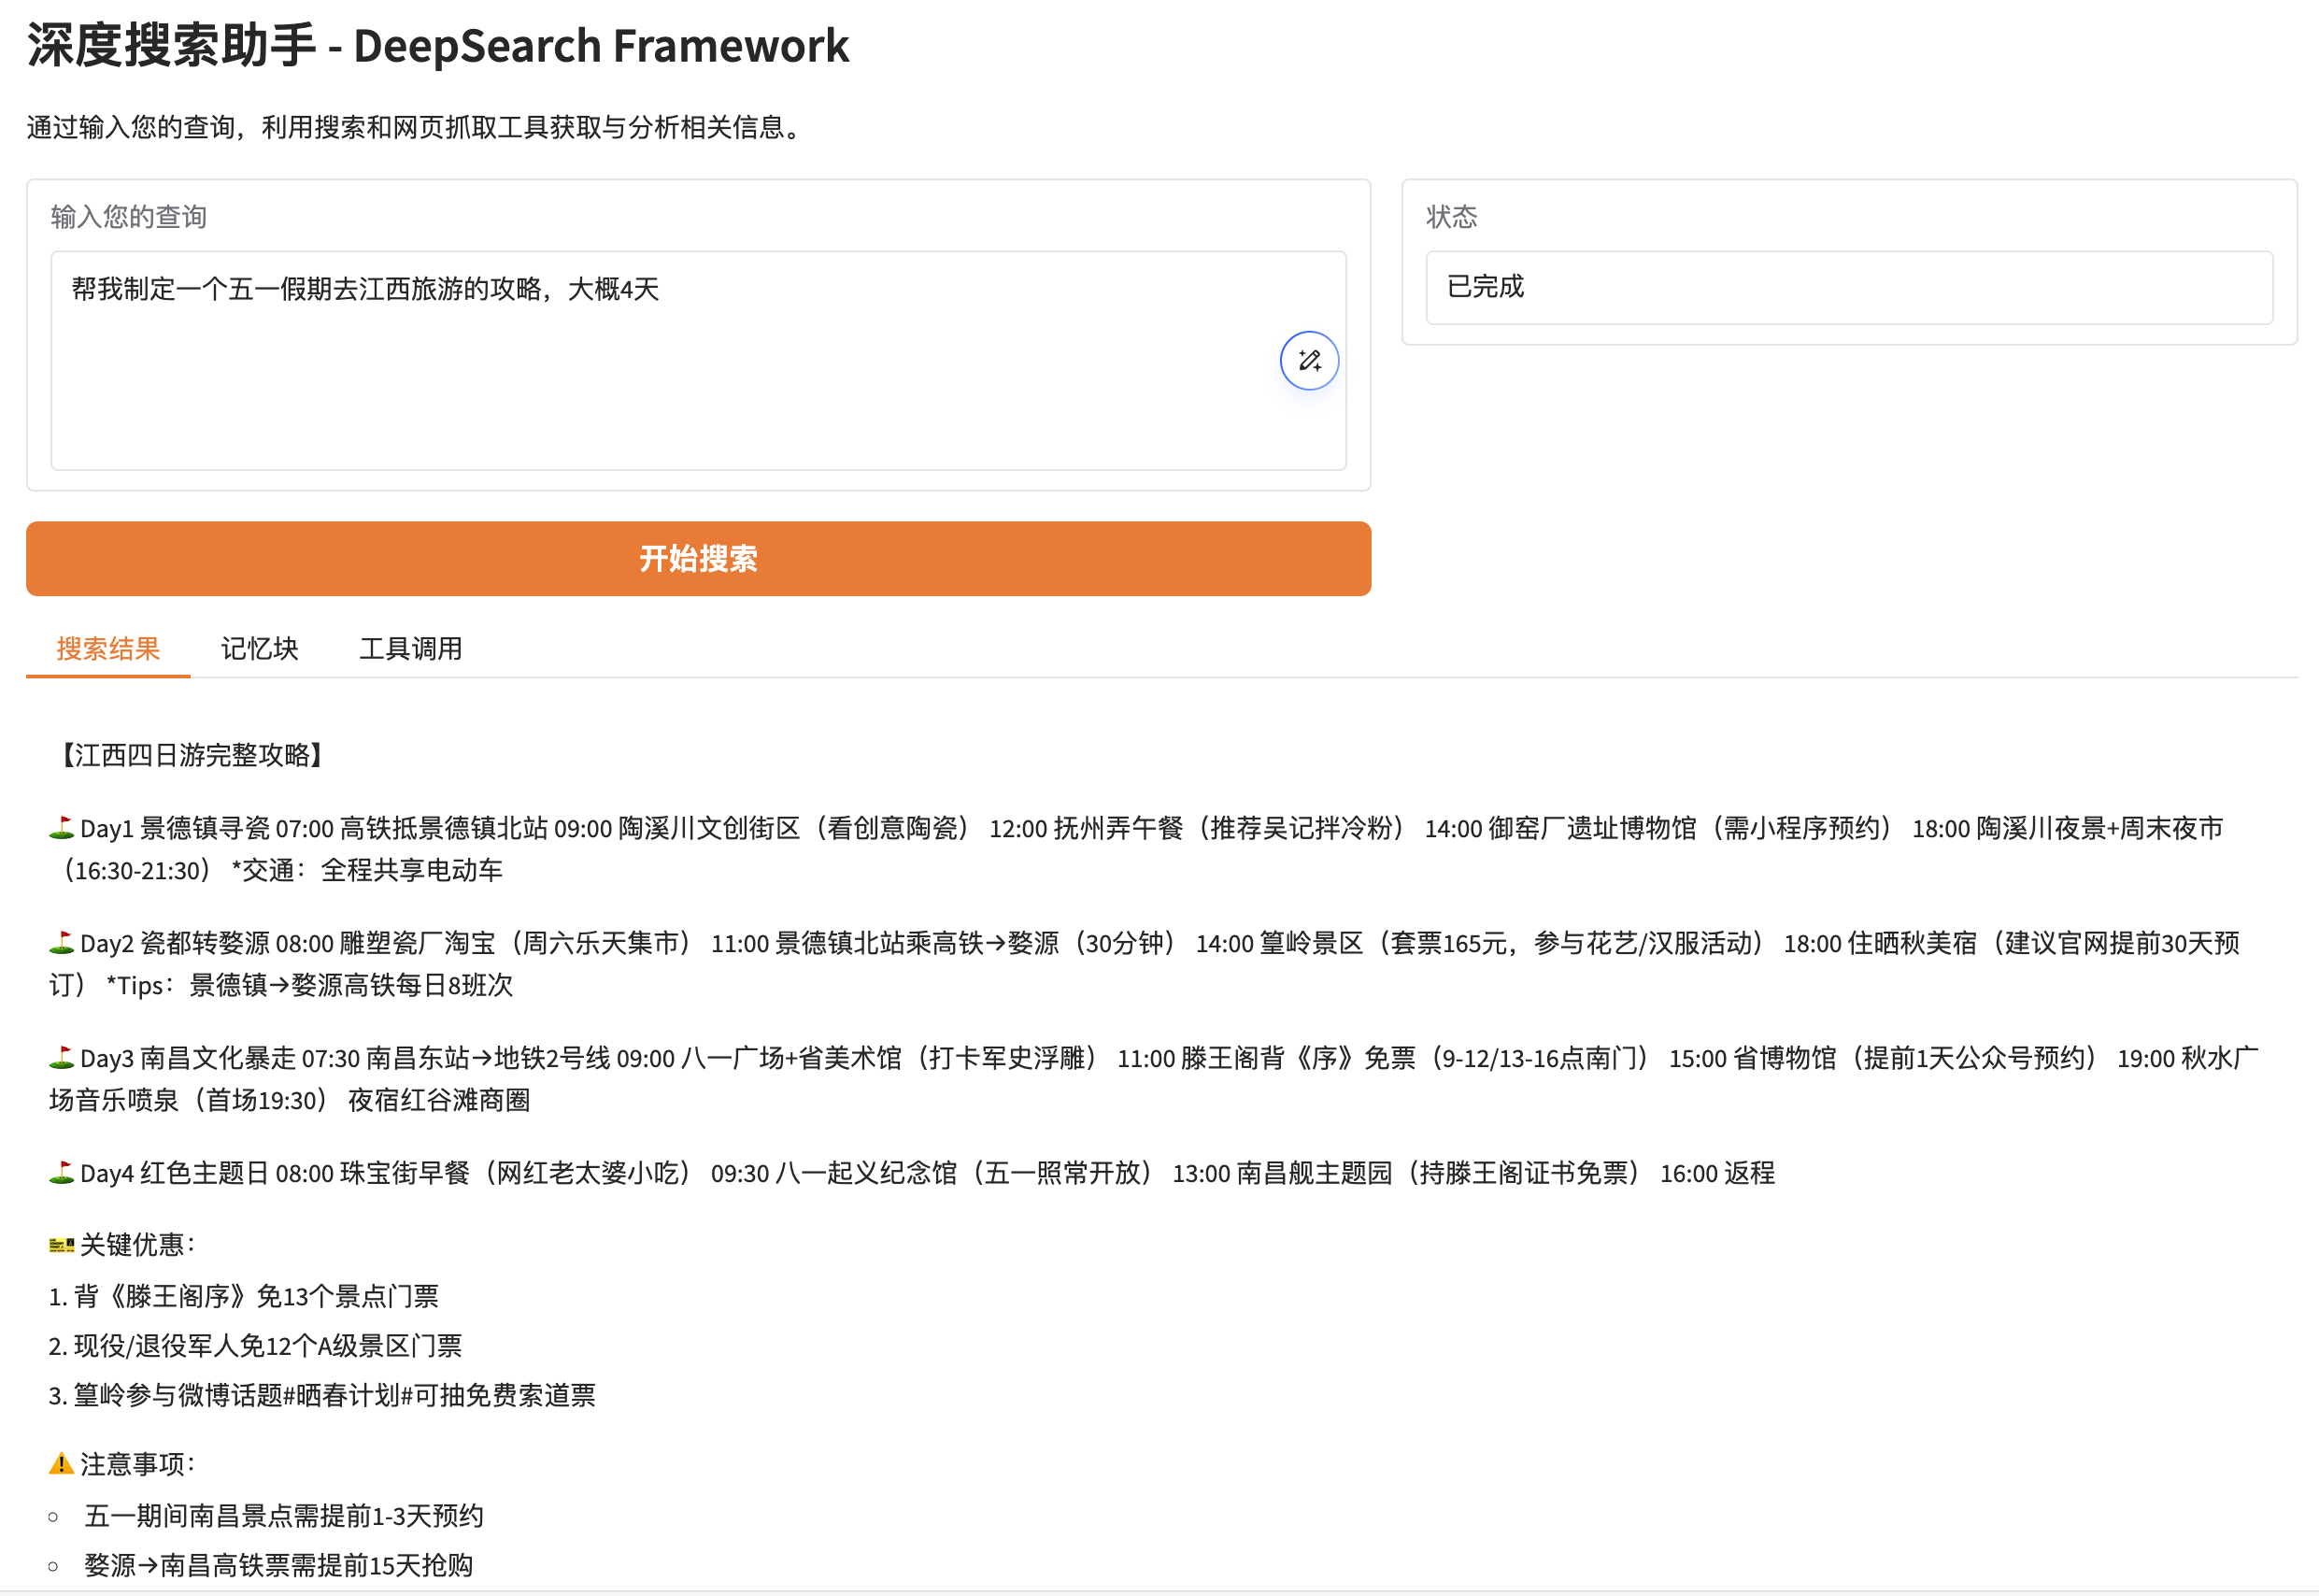 深度搜索助手 - DeepSearch Framework
通过输入您的查询，利用搜索和网页抓取工具获取与分析相关信息。
输入您的查询
帮我制定一个五一假期去江西旅游的攻略，大概4天
状态
已完成
开始搜索
搜索结果 记忆块 工具调用
【江西四日游完整攻略】
Day1 景德镇寻瓷 07:00 高铁抵景德镇北站 09:00 陶溪川文创街区（看创意陶瓷） 12:00 抚州弄午餐（推荐吴记拌冷粉） 14:00 御窑厂遗址博物馆（需小程序预约） 18:00 陶溪川夜景+周末夜市
（16:30-21:30） *交通：全程共享电动车
Day2 瓷都转婺源 08:00 雕塑瓷厂淘宝（周六乐天集市） 11:00 景德镇北站乘高铁→婺源（30分钟） 14:00 篁岭景区（套票165元，参与花艺/汉服活动） 18:00 住晒秋美宿（建议官网提前30天预
订） *Tips：景德镇→婺源高铁每日8班次
Day3 南昌文化暴走 07:30 南昌东站→地铁2号线 09:00 八一广场+省美术馆（打卡军史浮雕） 11:00 滕王阁背《序》免票（9-12/13-16点南门） 15:00 省博物馆（提前1天公众号预约） 19:00 秋水广
场音乐喷泉（首场19:30） 夜宿红谷滩商圈
Day4 红色主题日 08:00 珠宝街早餐（网红老太婆小吃） 09:30 八一起义纪念馆（五一照常开放） 13:00 南昌舰主题园（持滕王阁证书免票） 16:00 返程
关键优惠：
1. 背《滕王阁序》免13个景点门票
2. 现役/退役军人免12个A级景区门票
3. 篁岭参与微博话题#晒春计划#可抽免费索道票
注意事项：
五一期间南昌景点需提前1-3天预约
婺源→南昌高铁票需提前15天抢购